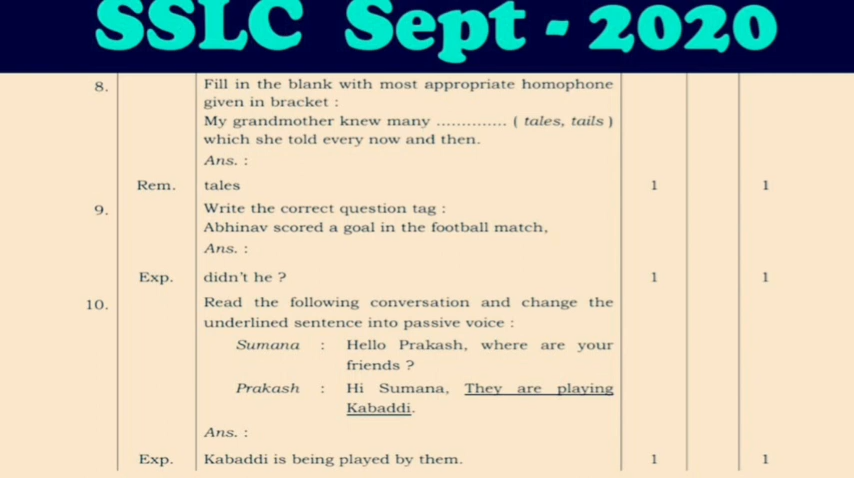 SSLC Sept - 2020
8. Fill in the blank with most appropriate homophone
given in bracket :
My grandmother knew many .............. ( tales, tails )
which she told every now and then.
Ans. :
Rem. tales 1 1
9. Write the correct question tag :
Abhinav scored a goal in the football match,
Ans. :
Exp. didn't he ? 1 1
10. Read the following conversation and change the
underlined sentence into passive voice :
Sumana : Hello Prakash, where are your
friends ?
Prakash : Hi Sumana, They are playing
Kabaddi.
Ans. :
Exp. Kabaddi is being played by them. 1 1